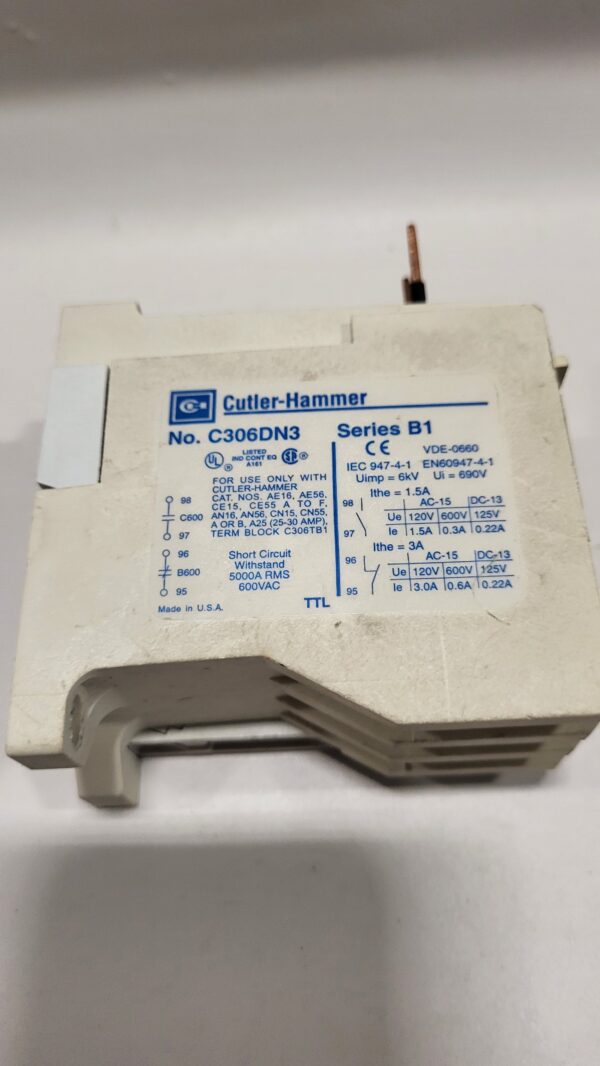 Cutler-Hammer
No. C306DN3
Series B1
UL ® LISTED IND CONT EQ A161 SA ®
FOR USE ONLY WITH
CUTLER-HAMMER
CAT, NOS, AE16, AE56,
CE15, CE55 A TO F,
AN16, AN56, CN15, CN55,
A OR B, A25 (25-30 AMP),
TERM BLOCK C306TB1
98
C600
97
96
B600
95
Short Circuit
Withstand
5000A RMS
600VAC
Made in U.S.A.
TTL
CE VDE-0660
IEC 947-4-1 EN60947-4-1
Uimp = 6kV Ui = 690V
Ithe = 1.5A
98
97
AC-15 DC-13
Ue 120V 600V 125V
Ie 1.5A 0.3A 0.22A
Ithe = 3A
96
95
AC-15 DC-13
Ue 120V 600V 125V
Ie 3.0A 0.6A 0.22A